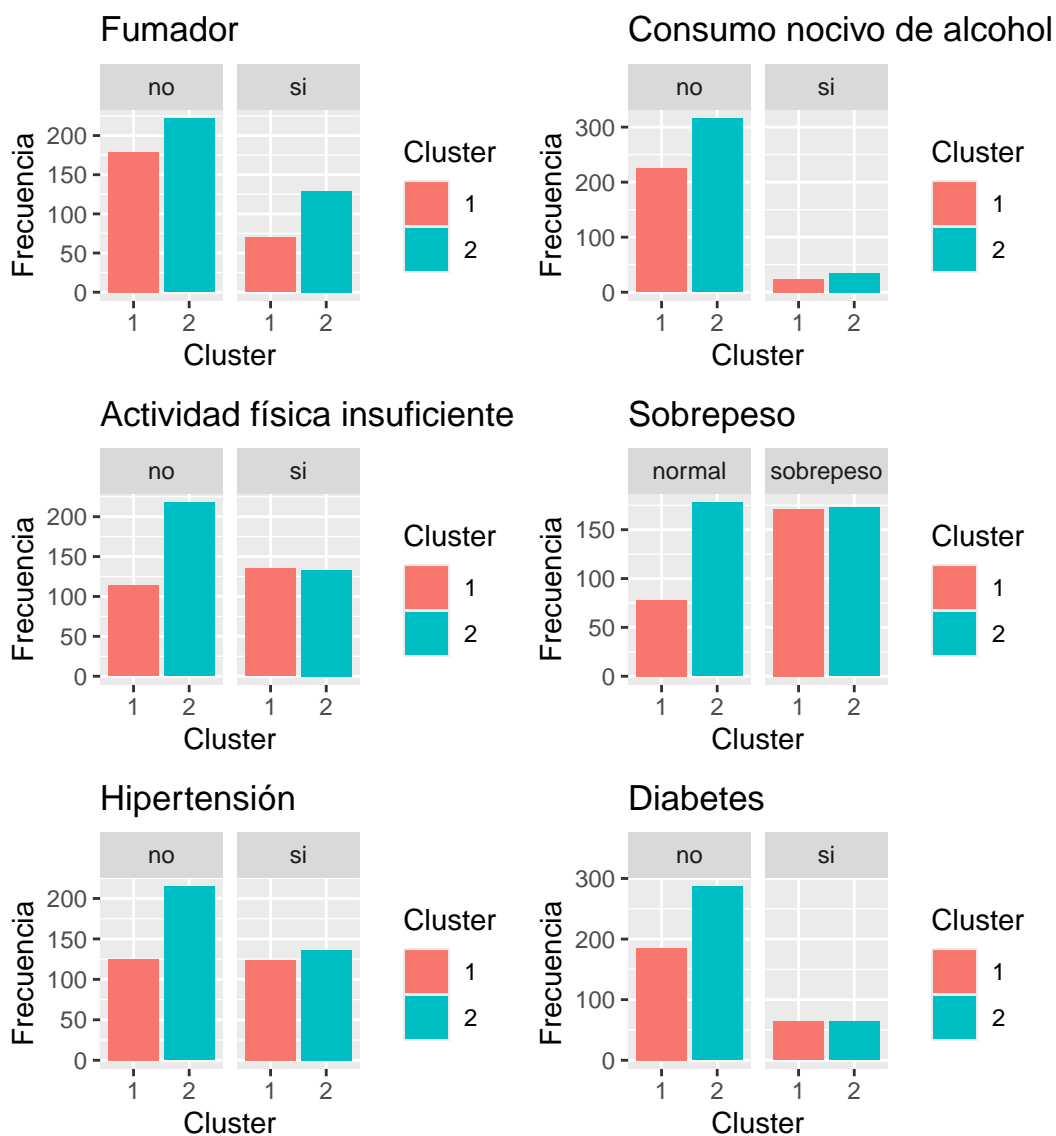 Fumador
no si
Frecuencia
200
150
100
50
0
1 2 1 2
Cluster
Cluster
1
2
Consumo nocivo de alcohol
no si
Frecuencia
300
200
100
0
1 2 1 2
Cluster
Cluster
1
2
Actividad física insuficiente
no si
Frecuencia
200
150
100
50
0
1 2 1 2
Cluster
Cluster
1
2
Sobrepeso
normal sobrepeso
Frecuencia
150
100
50
0
1 2 1 2
Cluster
Cluster
1
2
Hipertensión
no si
Frecuencia
200
150
100
50
0
1 2 1 2
Cluster
Cluster
1
2
Diabetes
no si
Frecuencia
300
200
100
0
1 2 1 2
Cluster
Cluster
1
2